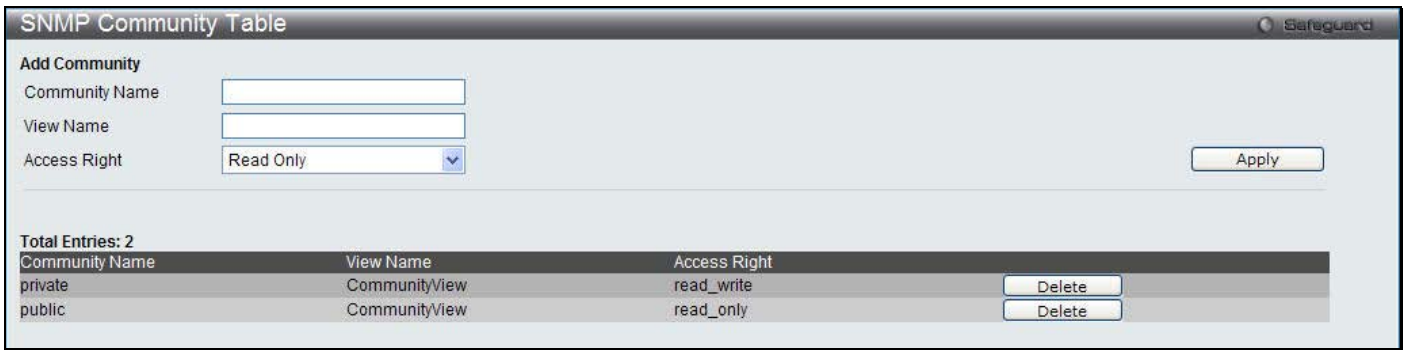 SNMP Community Table Safeguard
Add Community
Community Name
View Name
Access Right Read Only Apply
Total Entries: 2
Community Name View Name Access Right
private CommunityView read_write Delete
public CommunityView read_only Delete